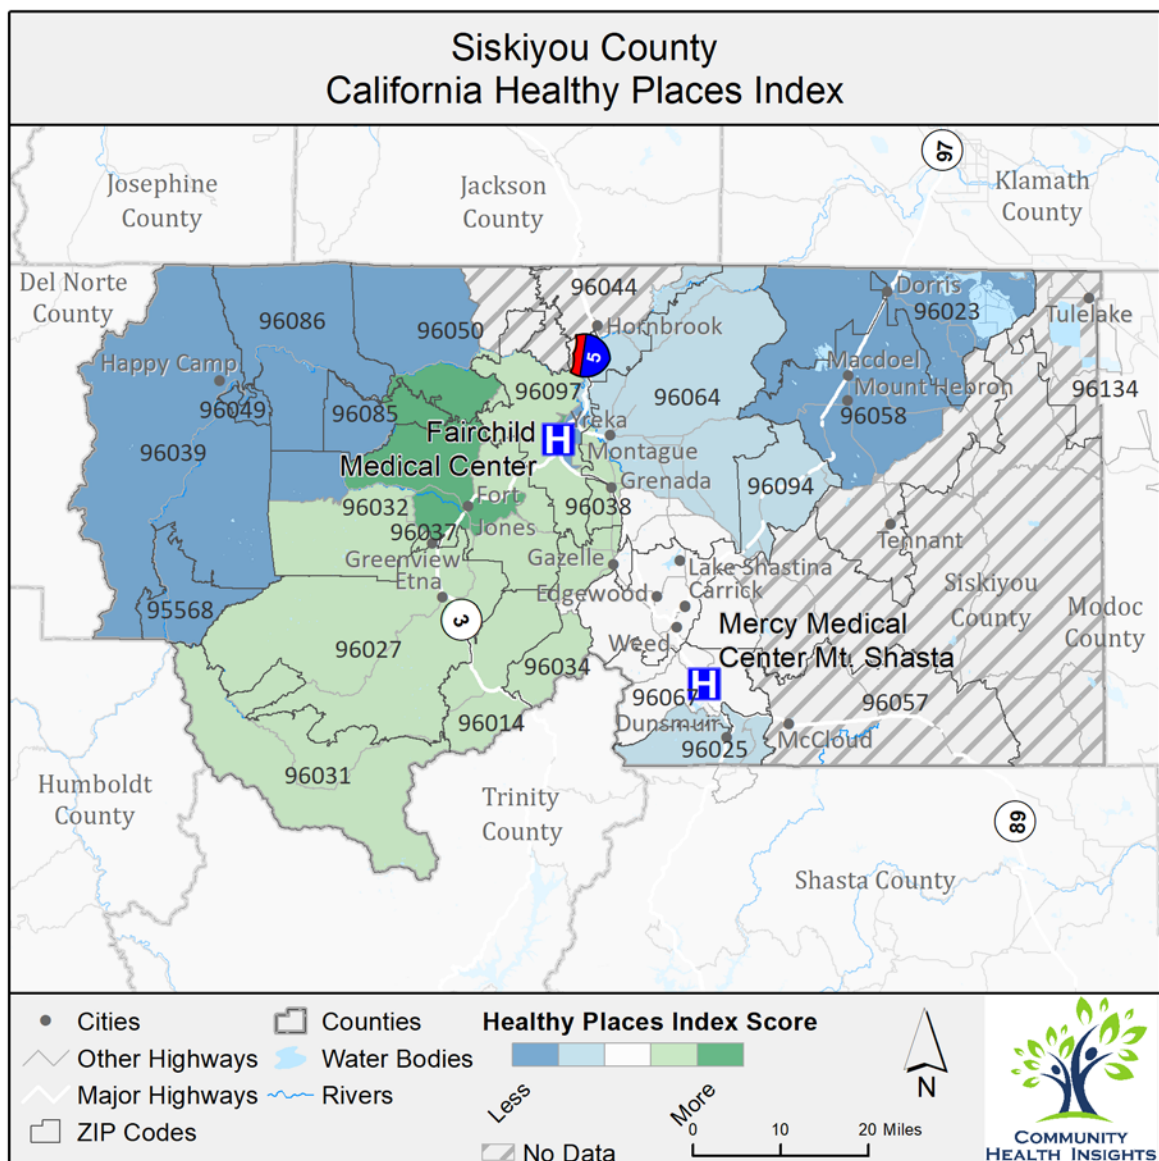 Siskiyou County
California Healthy Places Index
97
Josephine
County
Jackson
County
Klamath
County
Del Norte
County
96044
Dorris
96023
Tulelake
96086
96050
Hornbrook
5
Happy Camp
96049
96085
96097
96064
Macdoel
Mount Hebron
96058
96134
96039
Fairchild
Medical Center
H
Yreka
Montague
Grenada
96094
96032
Fort
Jones
96038
96037
Greenview
Etna
Gazelle
Lake Shastina
Tennant
Edgewood
Carrick
Siskiyou
County
Modoc
County
95568
3
Weed
Mercy Medical
Center Mt. Shasta
H
96027
96034
96067
96057
Dunsmuir
96014
96025
McCloud
96031
Humboldt
County
Trinity
County
89
Shasta County
Cities
Counties
Other Highways
Water Bodies
Major Highways
Rivers
ZIP Codes
Healthy Places Index Score
Less
More
No Data
0 10 20 Miles
N
COMMUNITY
HEALTH INSIGHTS